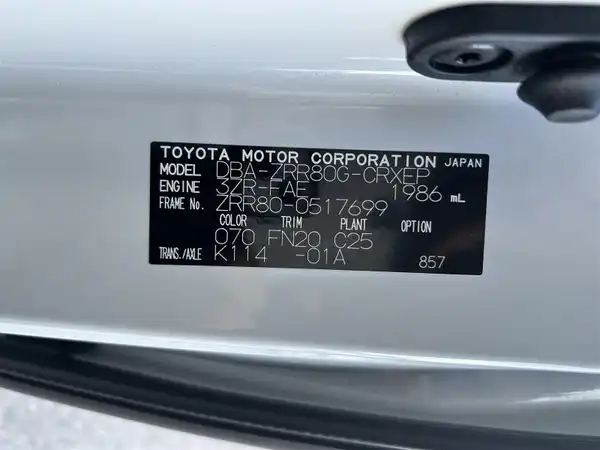 TOYOTA MOTOR CORPORATION JAPAN
MODEL DBA-ZRR80G-CRXEP
ENGINE 3ZR-FAE 1986 mL
FRAME No. ZRR80-0517699
COLOR TRIM PLANT OPTION
070 FN20 C25
TRANS./AXLE K114 -01A 857